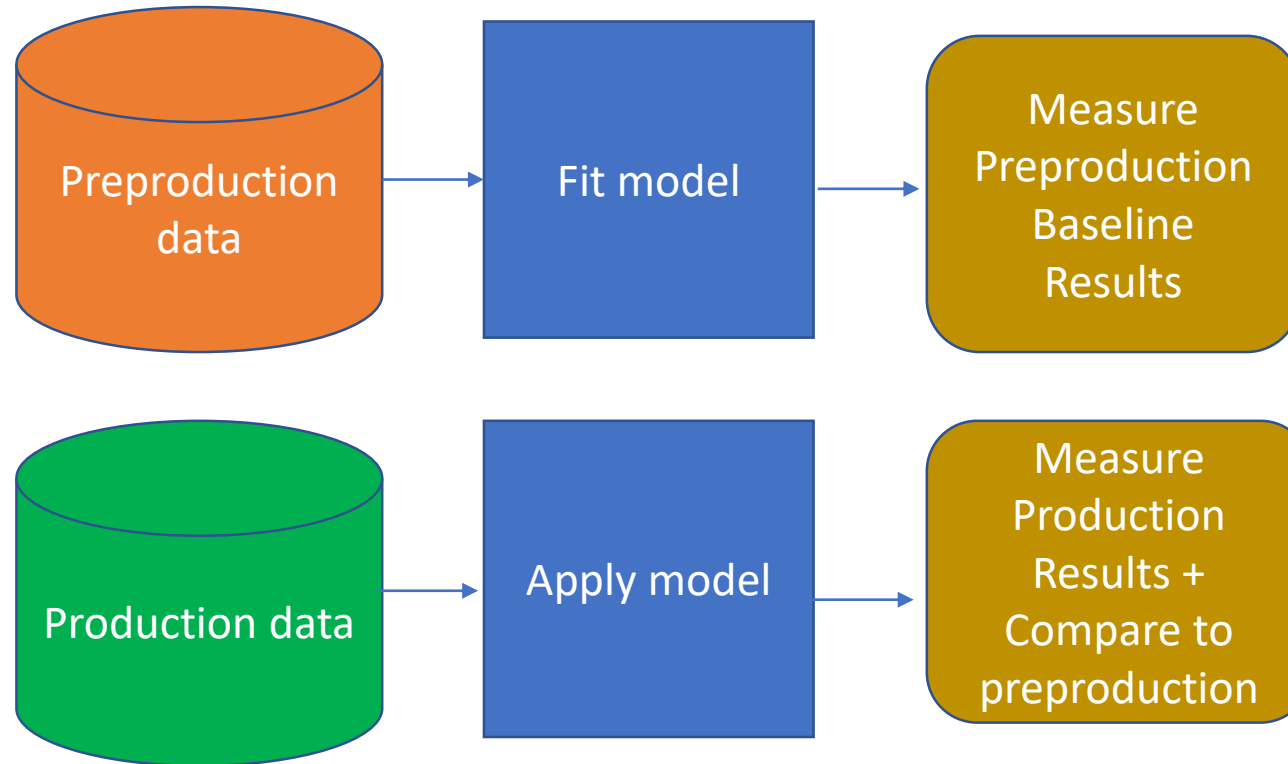 Preproduction
data
Fit model
Measure
Preproduction
Baseline
Results
Production data
Apply model
Measure
Production
Results +
Compare to
preproduction